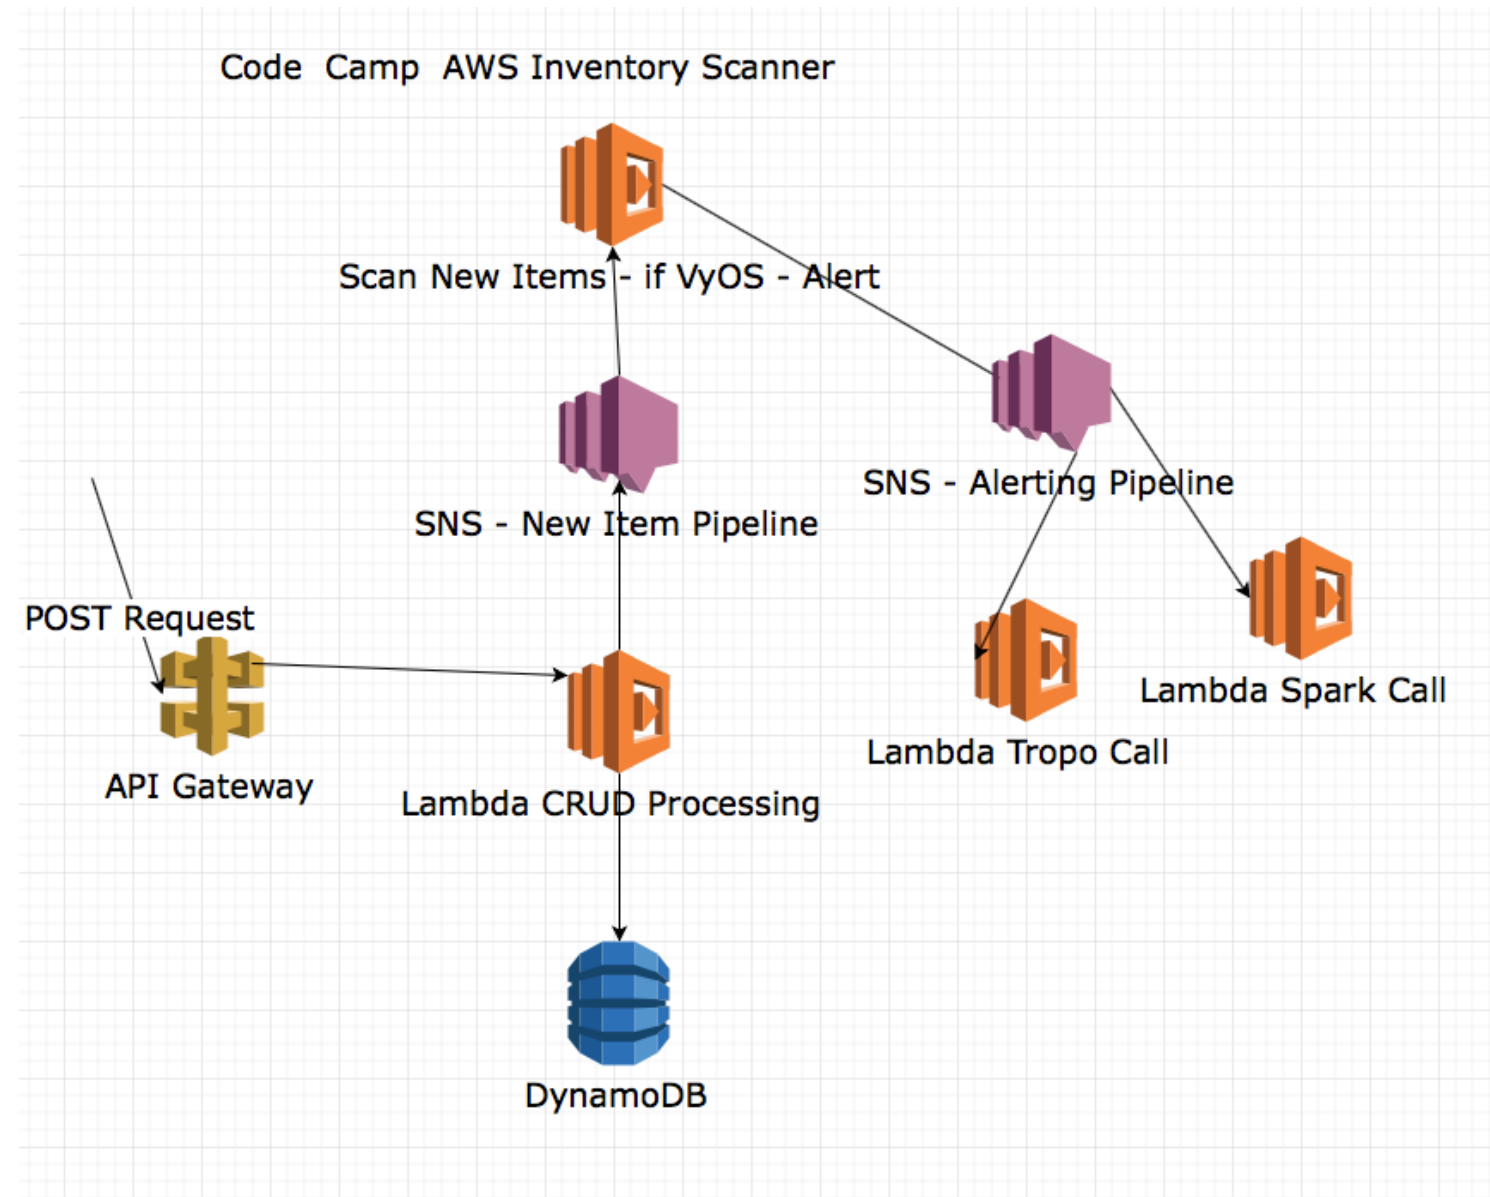 Code Camp AWS Inventory Scanner
Scan New Items - if VyOS - Alert
SNS - Alerting Pipeline
SNS - New Item Pipeline
POST Request
Lambda Spark Call
Lambda Tropo Call
API Gateway
Lambda CRUD Processing
DynamoDB